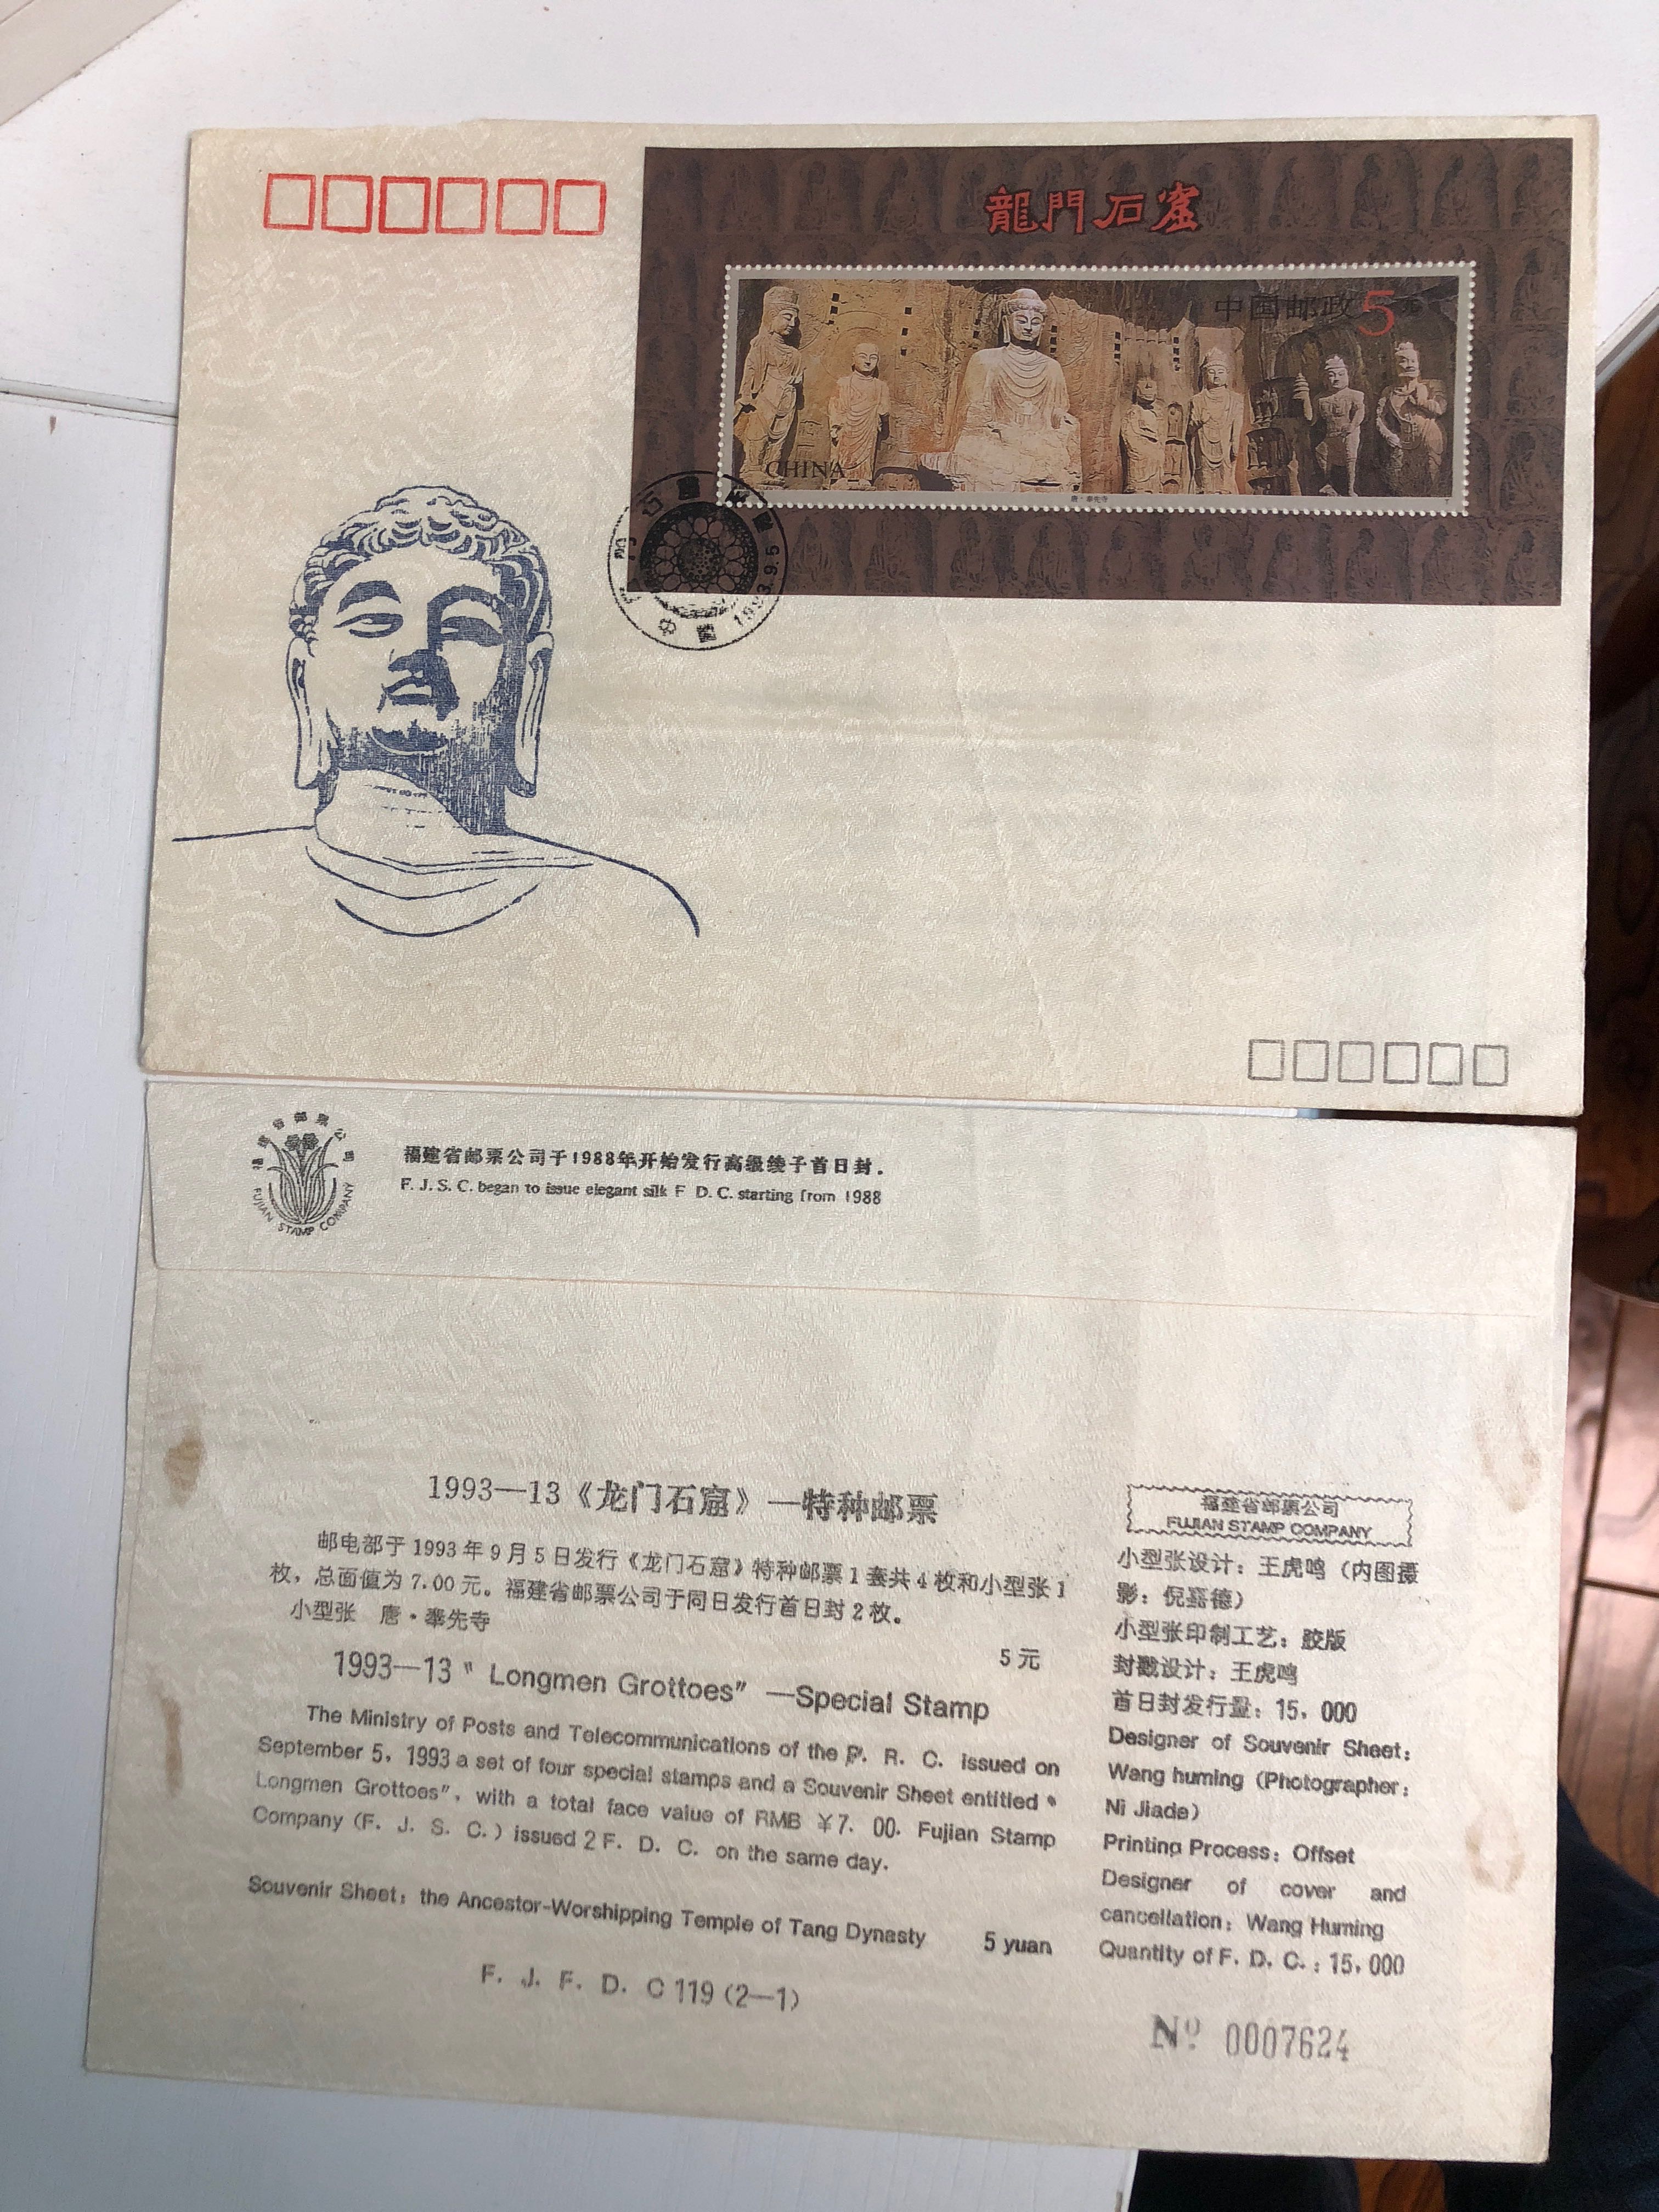 龍門石窟
中国邮政5元
CHINA
唐·奉先寺
中国
1993.9.5
福建省邮票公司
FUJIAN STAMP COMPANY
福建省邮票公司于1988年开始发行高级绫子首日封.
F. J. S. C. began to issue elegant silk F D. C. starting from 1988
1993—13《龙门石窟》—特种邮票
邮电部于1993年9月5日发行《龙门石窟》特种邮票1套共4枚和小型张1
枚，总面值为7.00元。福建省邮票公司于同日发行首日封2枚。
小型张 唐·奉先寺
5元
1993—13 " Longmen Grottoes" —Special Stamp
The Ministry of Posts and Telecommunications of the P. R. C. issued on
September 5, 1993 a set of four special stamps and a Souvenir Sheet entitled "
Longmen Grottoes", with a total face value of RMB ¥7. 00. Fujian Stamp
Company (F. J. S. C.) issued 2 F. D. C. on the same day.
Souvenir Sheet: the Ancestor-Worshipping Temple of Tang Dynasty 5 yuan
F. J. F. D. C 119 (2—1)
福建省邮票公司
FUJIAN STAMP COMPANY
小型张设计：王虎鸣（内图摄
影：倪嘉德）
小型张印制工艺：胶版
封戳设计：王虎鸣
首日封发行量：15，000
Designer of Souvenir Sheet:
Wang huming (Photographer:
Ni Jiade)
Printing Process: Offset
Designer of cover and
cancellation: Wang Huming
Quantity of F. D. C. : 15,000
Nº 0007624